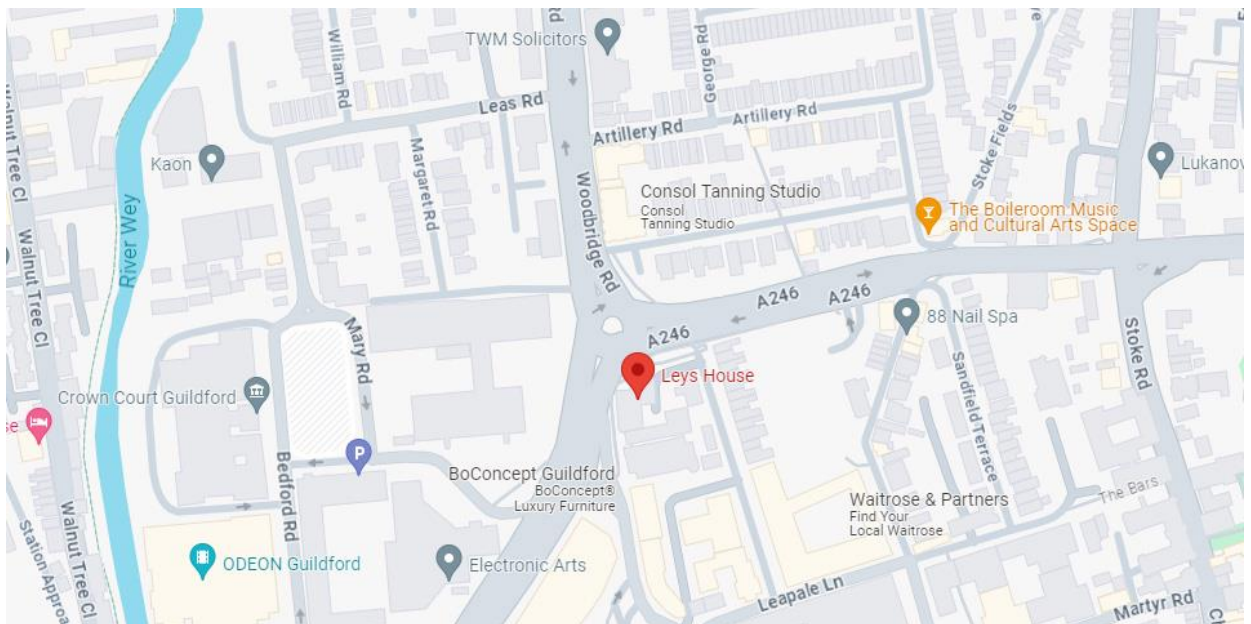 TWM Solicitors
William Rd
George Rd
Leas Rd
Artillery Rd
Artillery Rd
Kaon
Margaret Rd
Stoke Fields
Lukanov
Walnut Tree Cl
River Wey
Woodbridge Rd
Consol Tanning Studio
Consol
Tanning Studio
The Boileroom Music
and Cultural Arts Space
A246
A246
A246
Mary Rd
88 Nail Spa
Stoke Rd
Leys House
Crown Court Guildford
Sandfield Terrace
se
P
Bedford Rd
BoConcept Guildford
BoConcept®
Luxury Furniture
Waitrose & Partners
Find Your
Local Waitrose
The Bars
Walnut Tree Cl
Station Approa
ODEON Guildford
Electronic Arts
Leapale Ln
Martyr Rd